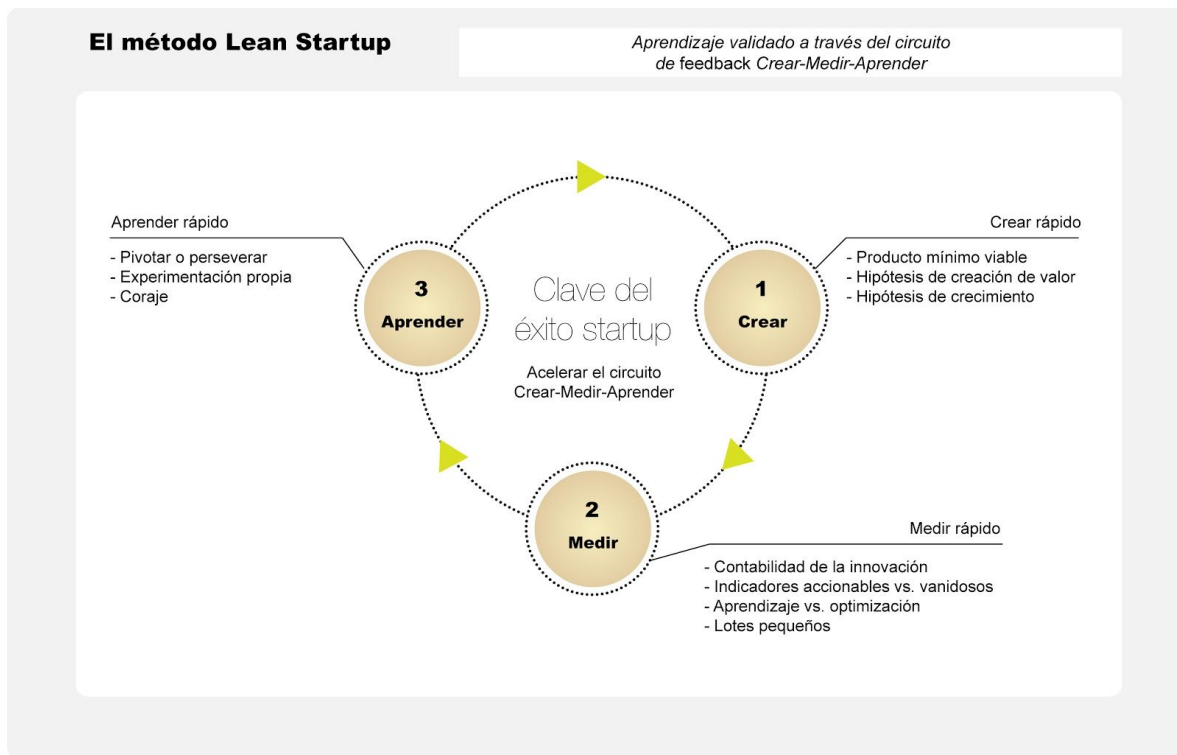 El método Lean Startup
Aprendizaje validado a través del circuito
de feedback Crear-Medir-Aprender
Aprender rápido
- Pivotar o perseverar
- Experimentación propia
- Coraje
3
Aprender
Clave del
éxito startup
Acelerar el circuito
Crear-Medir-Aprender
1
Crear
Crear rápido
- Producto mínimo viable
- Hipótesis de creación de valor
- Hipótesis de crecimiento
2
Medir
Medir rápido
- Contabilidad de la innovación
- Indicadores accionables vs. vanidosos
- Aprendizaje vs. optimización
- Lotes pequeños